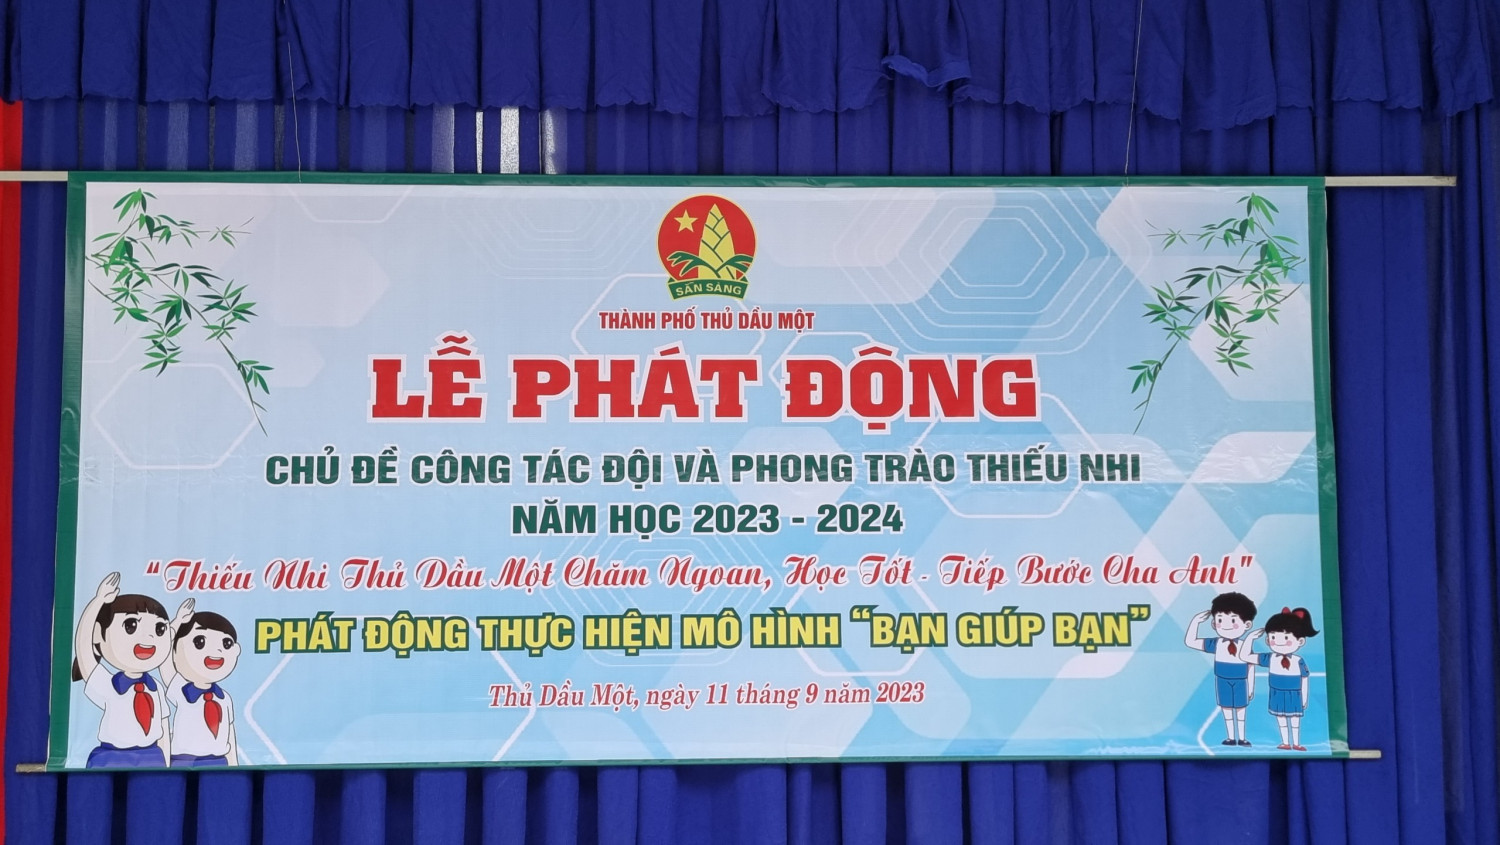 SẴN SÀNG
THÀNH PHỐ THỦ DẦU MỘT
LỄ PHÁT ĐỘNG
CHỦ ĐỀ CÔNG TÁC ĐỘI VÀ PHONG TRÀO THIẾU NHI
NĂM HỌC 2023 - 2024
"Thiếu Nhi Thủ Dầu Một Chăm Ngoan, Học Tốt - Tiếp Bước Cha Anh"
PHÁT ĐỘNG THỰC HIỆN MÔ HÌNH "BẠN GIÚP BẠN"
Thủ Dầu Một, ngày 11 tháng 9 năm 2023